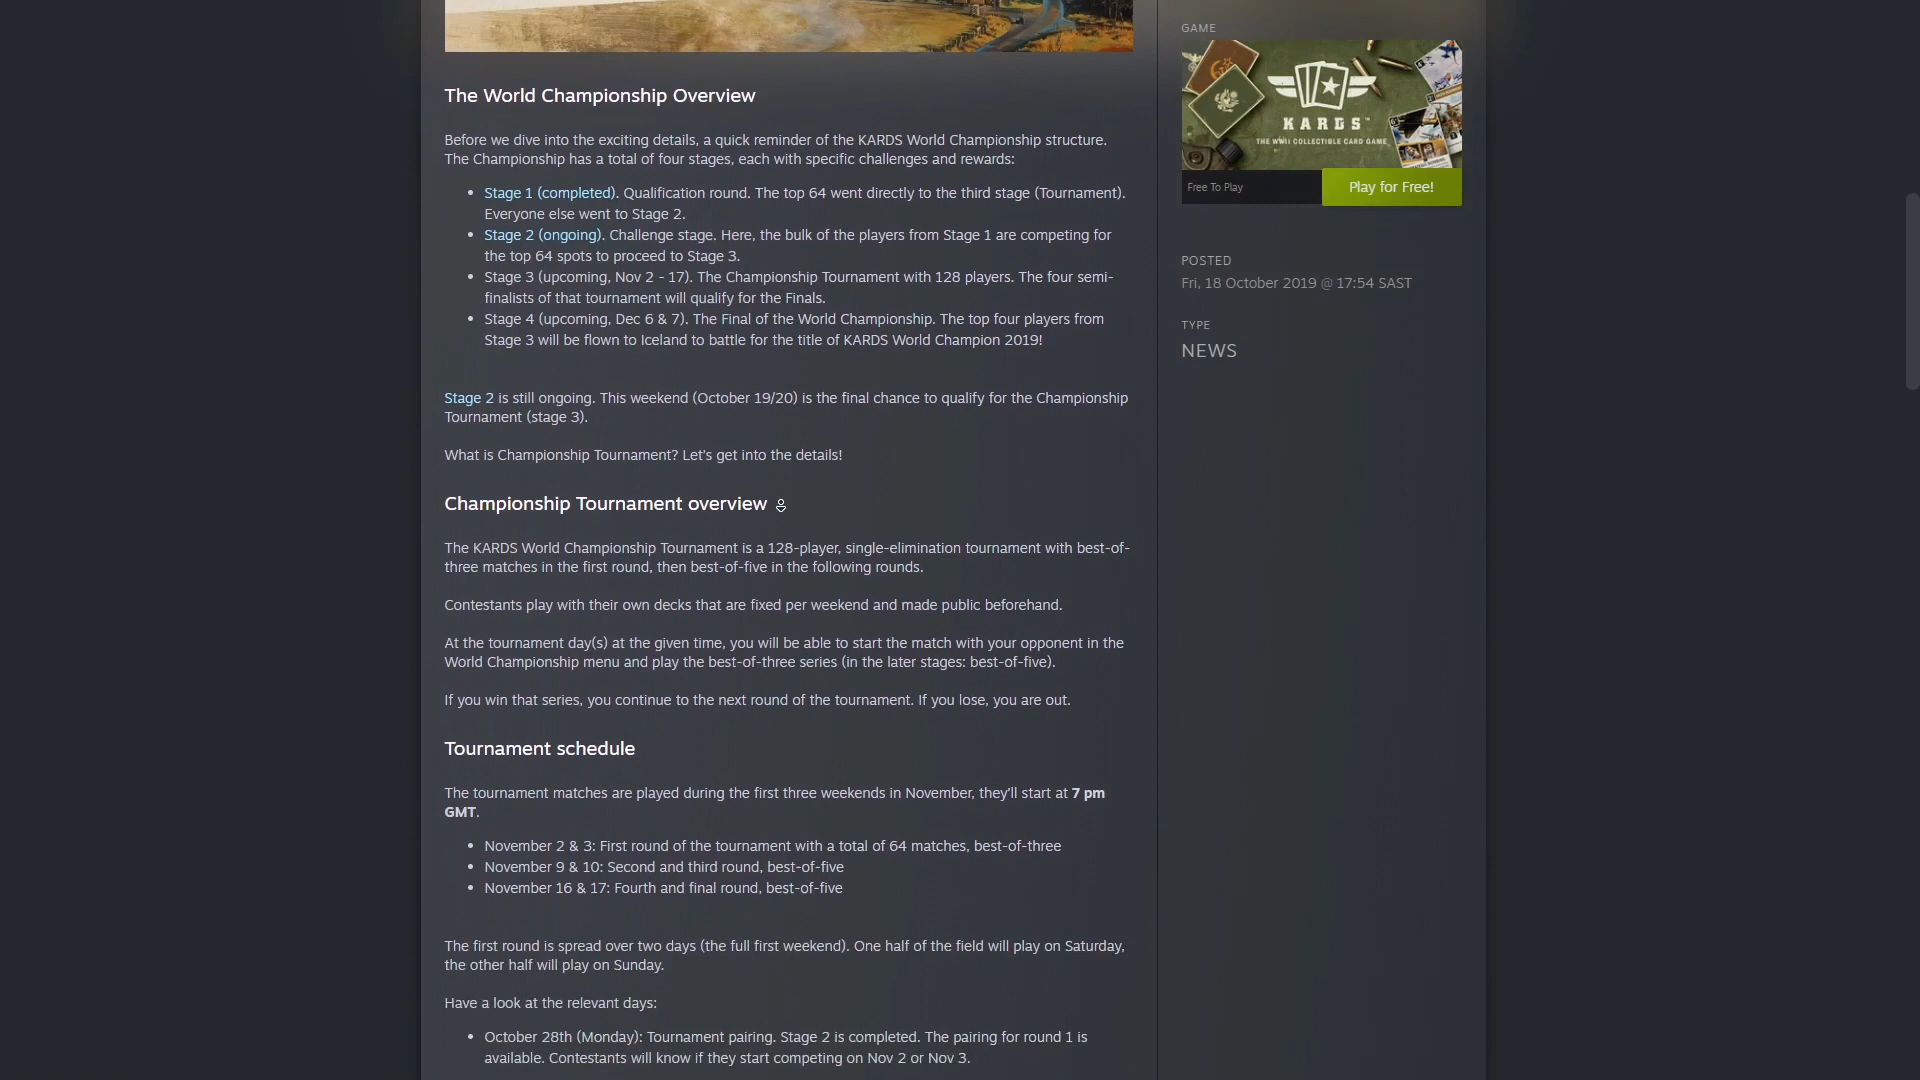 The World Championship Overview
Before we dive into the exciting details, a quick reminder of the KARDS World Championship structure.
The Championship has a total of four stages, each with specific challenges and rewards:
• Stage 1 (completed). Qualification round. The top 64 went directly to the third stage (Tournament).
Everyone else went to Stage 2.
• Stage 2 (ongoing). Challenge stage. Here, the bulk of the players from Stage 1 are competing for
the top 64 spots to proceed to Stage 3.
• Stage 3 (upcoming, Nov 2 - 17). The Championship Tournament with 128 players. The four semi-
finalists of that tournament will qualify for the Finals.
• Stage 4 (upcoming, Dec 6 & 7). The Final of the World Championship. The top four players from
Stage 3 will be flown to Iceland to battle for the title of KARDS World Champion 2019!
Stage 2 is still ongoing. This weekend (October 19/20) is the final chance to qualify for the Championship
Tournament (stage 3).
What is Championship Tournament? Let's get into the details!
Championship Tournament overview
The KARDS World Championship Tournament is a 128-player, single-elimination tournament with best-of-
three matches in the first round, then best-of-five in the following rounds.
Contestants play with their own decks that are fixed per weekend and made public beforehand.
At the tournament day(s) at the given time, you will be able to start the match with your opponent in the
World Championship menu and play the best-of-three series (in the later stages: best-of-five).
If you win that series, you continue to the next round of the tournament. If you lose, you are out.
Tournament schedule
The tournament matches are played during the first three weekends in November, they'll start at 7 pm
GMT.
• November 2 & 3: First round of the tournament with a total of 64 matches, best-of-three
• November 9 & 10: Second and third round, best-of-five
• November 16 & 17: Fourth and final round, best-of-five
The first round is spread over two days (the full first weekend). One half of the field will play on Saturday,
the other half will play on Sunday.
Have a look at the relevant days:
• October 28th (Monday): Tournament pairing. Stage 2 is completed. The pairing for round 1 is
available. Contestants will know if they start competing on Nov 2 or Nov 3.
GAME
KARDS™
THE WWII COLLECTIBLE CARD GAME
Free To Play
Play for Free!
POSTED
Fri, 18 October 2019 @ 17:54 SAST
TYPE
NEWS